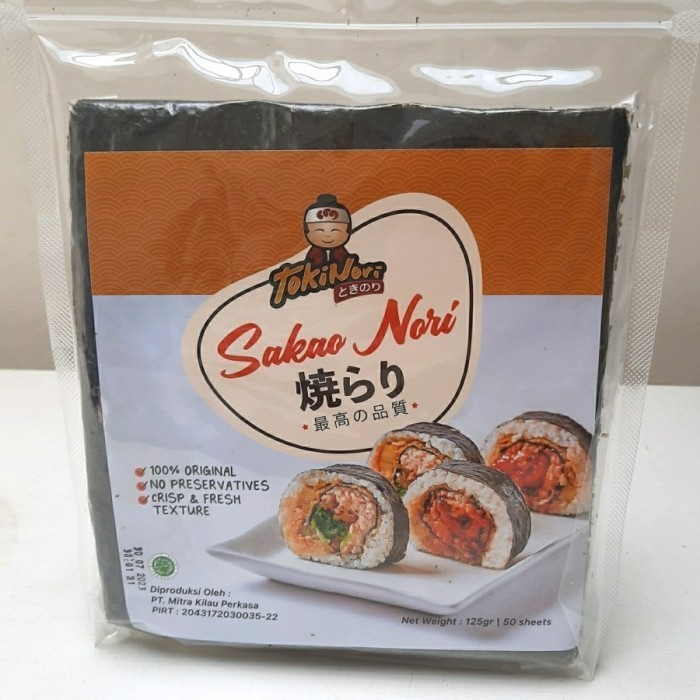 TokiNori
ときのり
Sakao Nori
焼らり
最高の品質
100% ORIGINAL
NO PRESERVATIVES
CRISP & FRESH
TEXTURE
Diproduksi Oleh :
PT. Mitra Kilau Perkasa
PIRT : 2043172030035-22
Net Weight : 125gr | 50 sheets